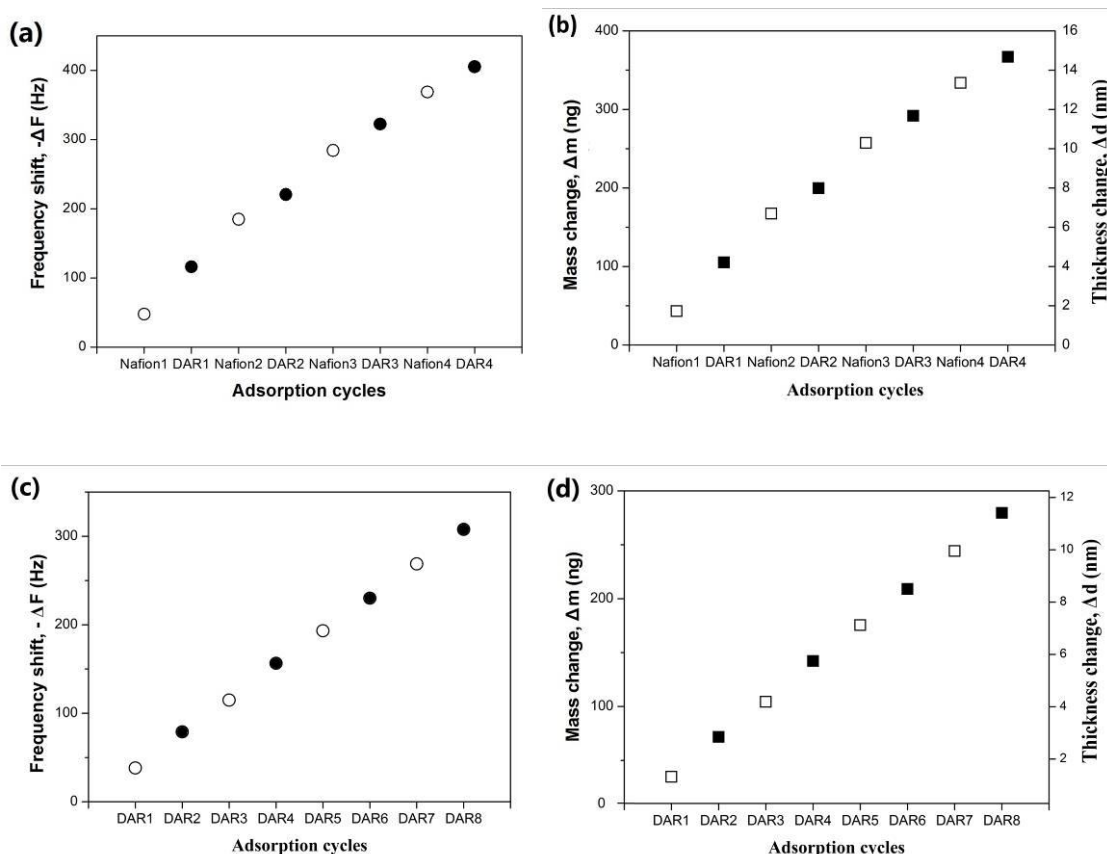 (a)
Frequency shift, -ΔF (Hz)
400
300
200
100
0
Nafion1 DAR1 Nafion2 DAR2 Nafion3 DAR3 Nafion4 DAR4
Adsorption cycles
(b)
Mass change, Δm (ng)
400
300
200
100
0
16
14
12
10
8
6
4
2
0
Thickness change, Δd (nm)
Nafion1 DAR1 Nafion2 DAR2 Nafion3 DAR3 Nafion4 DAR4
Adsorption cycles
(c)
Frequency shift, - ΔF (Hz)
300
200
100
0
DAR1 DAR2 DAR3 DAR4 DAR5 DAR6 DAR7 DAR8
Adsorption cycles
(d)
Mass change, Δm (ng)
300
200
100
0
12
10
8
6
4
2
Thickness change, Δd (nm)
DAR1 DAR2 DAR3 DAR4 DAR5 DAR6 DAR7 DAR8
Adsorption cycles